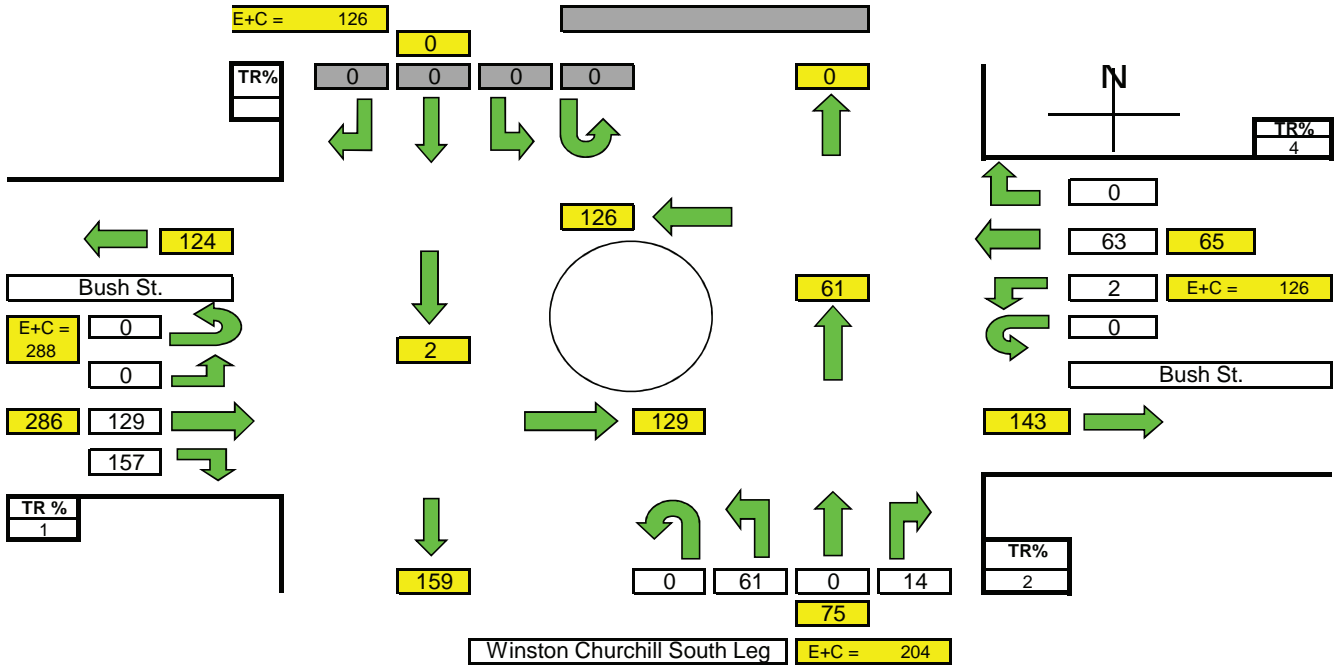 E+C = 126
0
TR%
0 0 0 0
0
N
TR%
4
0
126
124
63 65
Bush St.
61
2 E+C = 126
E+C =
288
0
0
2
0
Bush St.
286 129
129
143
157
TR %
1
TR%
2
159
0 61 0 14
75
Winston Churchill South Leg
E+C = 204